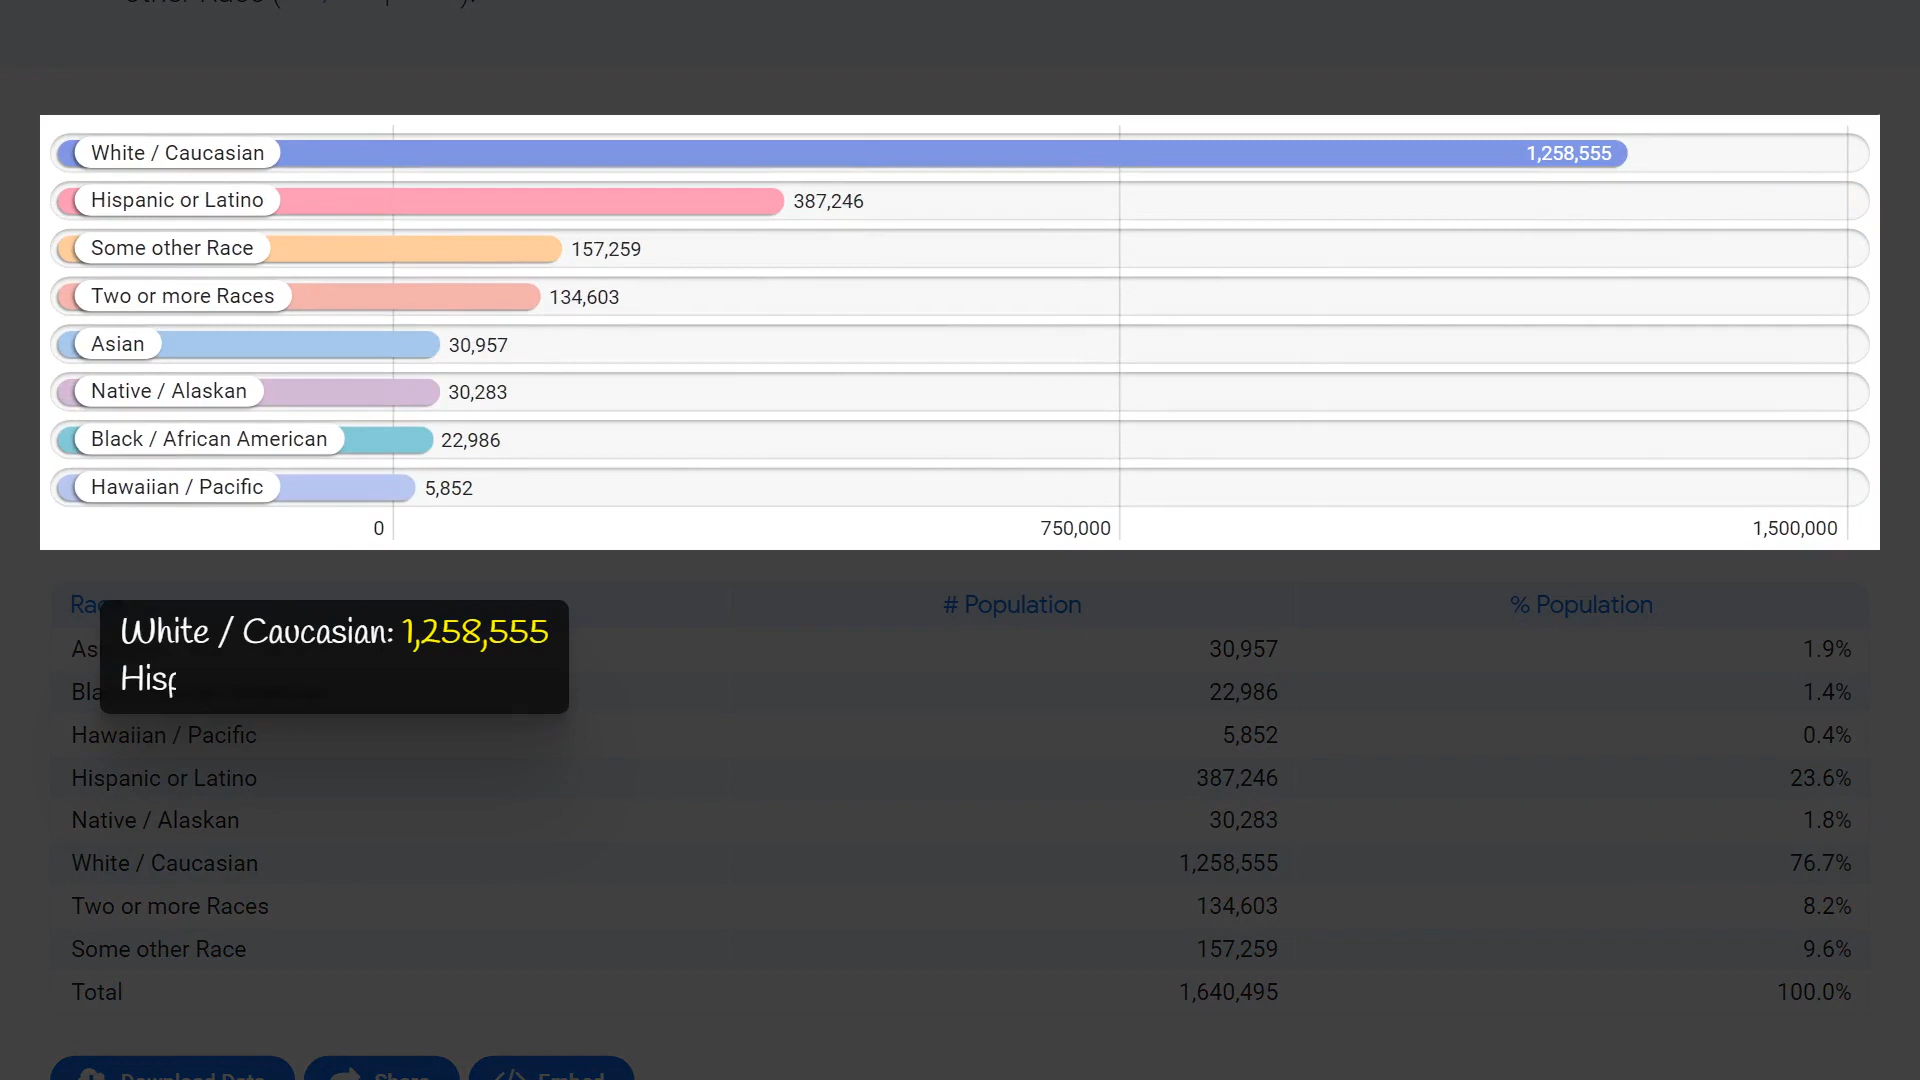 White / Caucasian 1,258,555
Hispanic or Latino 387,246
Some other Race 157,259
Two or more Races 134,603
Asian 30,957
Native / Alaskan 30,283
Black / African American 22,986
Hawaiian / Pacific 5,852
0 750,000 1,500,000
# Population % Population
White / Caucasian: 1,258,555
30,957 1.9%
22,986 1.4%
Hawaiian / Pacific 5,852 0.4%
Hispanic or Latino 387,246 23.6%
Native / Alaskan 30,283 1.8%
White / Caucasian 1,258,555 76.7%
Two or more Races 134,603 8.2%
Some other Race 157,259 9.6%
Total 1,640,495 100.0%
Download Data Share Embed